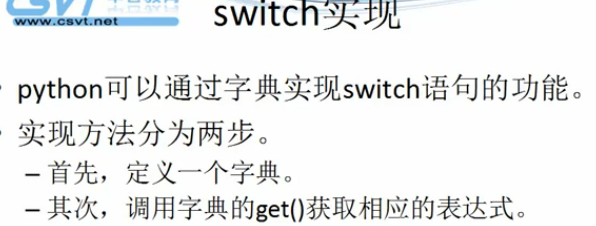 www.csvt.net
switch实现
• python可以通过字典实现switch语句的功能。
• 实现方法分为两步。
– 首先，定义一个字典。
– 其次，调用字典的get()获取相应的表达式。